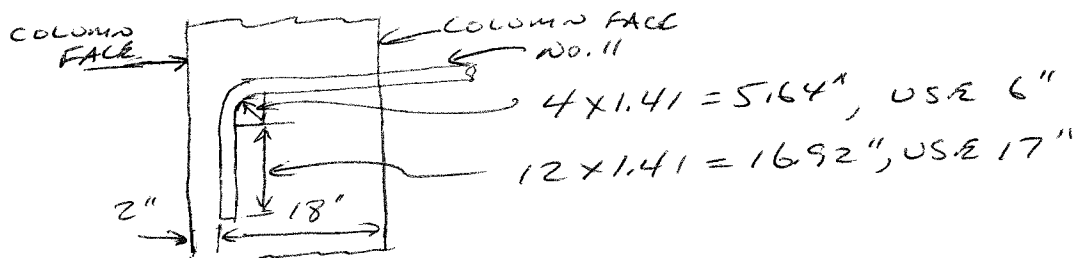 COLUMN
FACE
COLUMN FACE
NO. 11
4 X 1.41 = 5.64", USE 6"
12 X 1.41 = 16.92", USE 17"
2"
18"